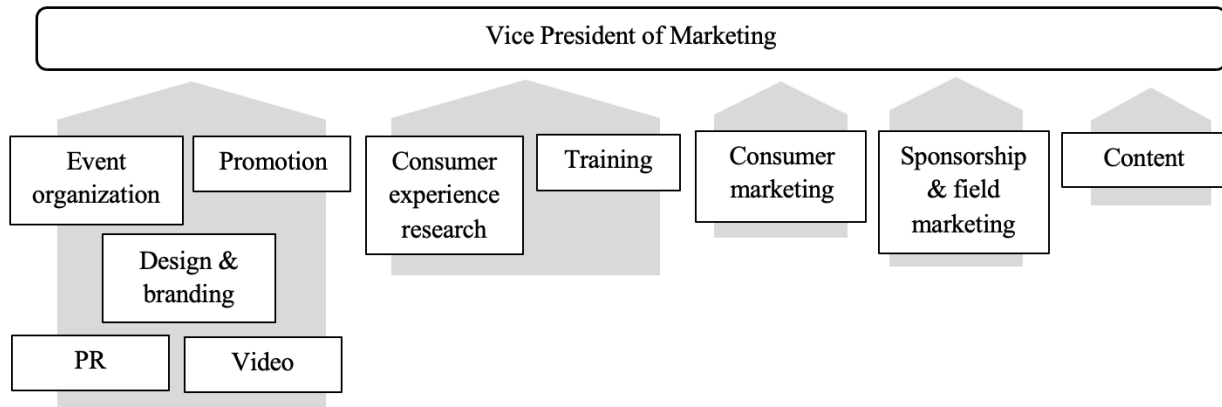 Vice President of Marketing
Event
organization
Promotion
Design &
branding
PR
Video
Consumer
experience
research
Training
Consumer
marketing
Sponsorship
& field
marketing
Content